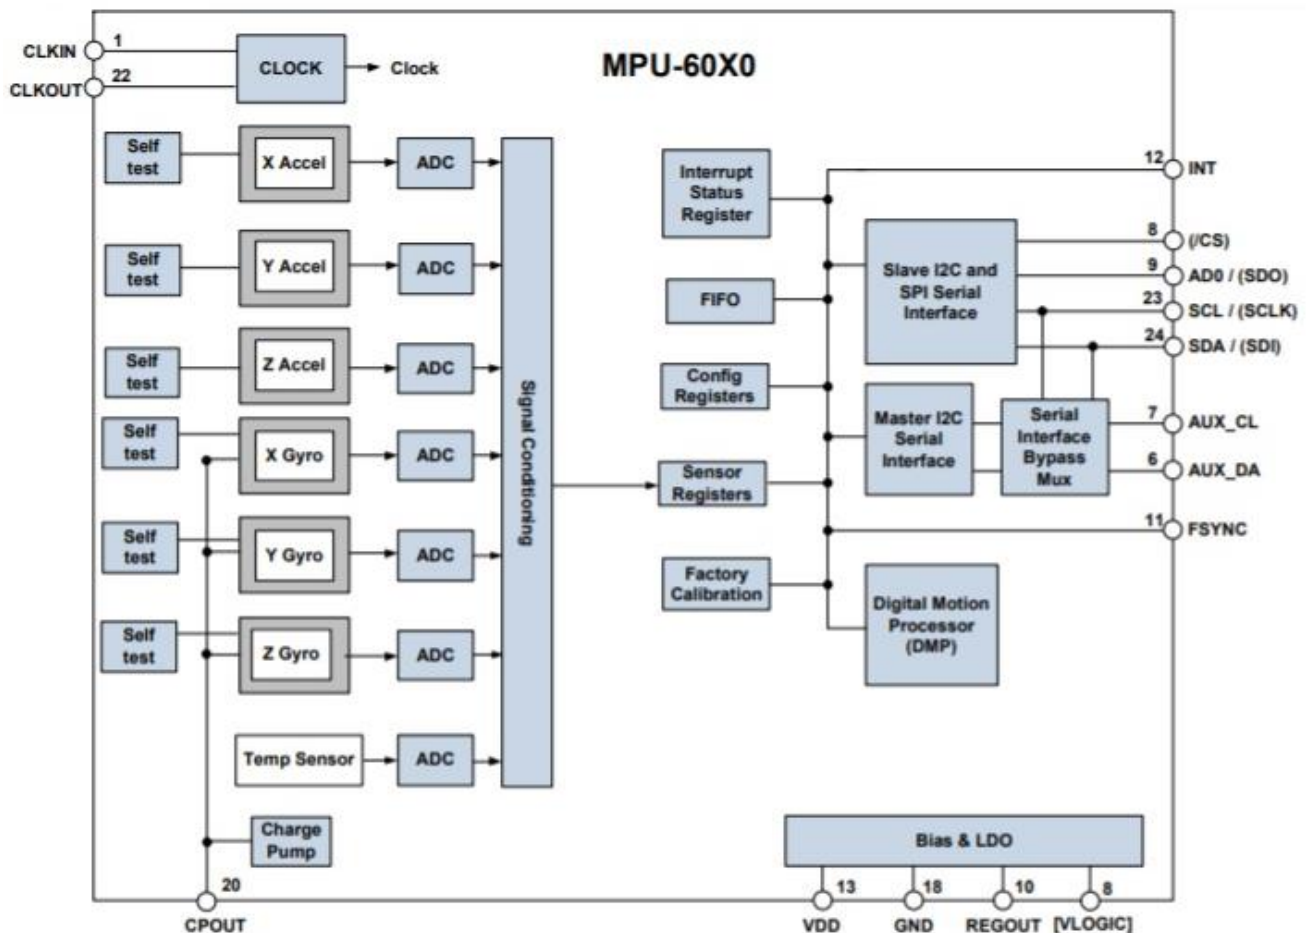 MPU-60X0
CLKIN
1
CLKOUT
22
CLOCK
Clock
Self
test
X Accel
ADC
Self
test
Y Accel
ADC
Self
test
Z Accel
ADC
Self
test
X Gyro
ADC
Self
test
Y Gyro
ADC
Self
test
Z Gyro
ADC
Temp Sensor
ADC
Signal Conditioning
Charge
Pump
20
CPOUT
Interrupt
Status
Register
FIFO
Config
Registers
Sensor
Registers
Factory
Calibration
Slave I2C and
SPI Serial
Interface
Master I2C
Serial
Interface
Serial
Interface
Bypass
Mux
Digital Motion
Processor
(DMP)
12
INT
8
(/CS)
9
AD0 / (SDO)
23
SCL / (SCLK)
24
SDA / (SDI)
7
AUX_CL
6
AUX_DA
11
FSYNC
Bias & LDO
13
18
10
8
VDD
GND
REGOUT
[VLOGIC]